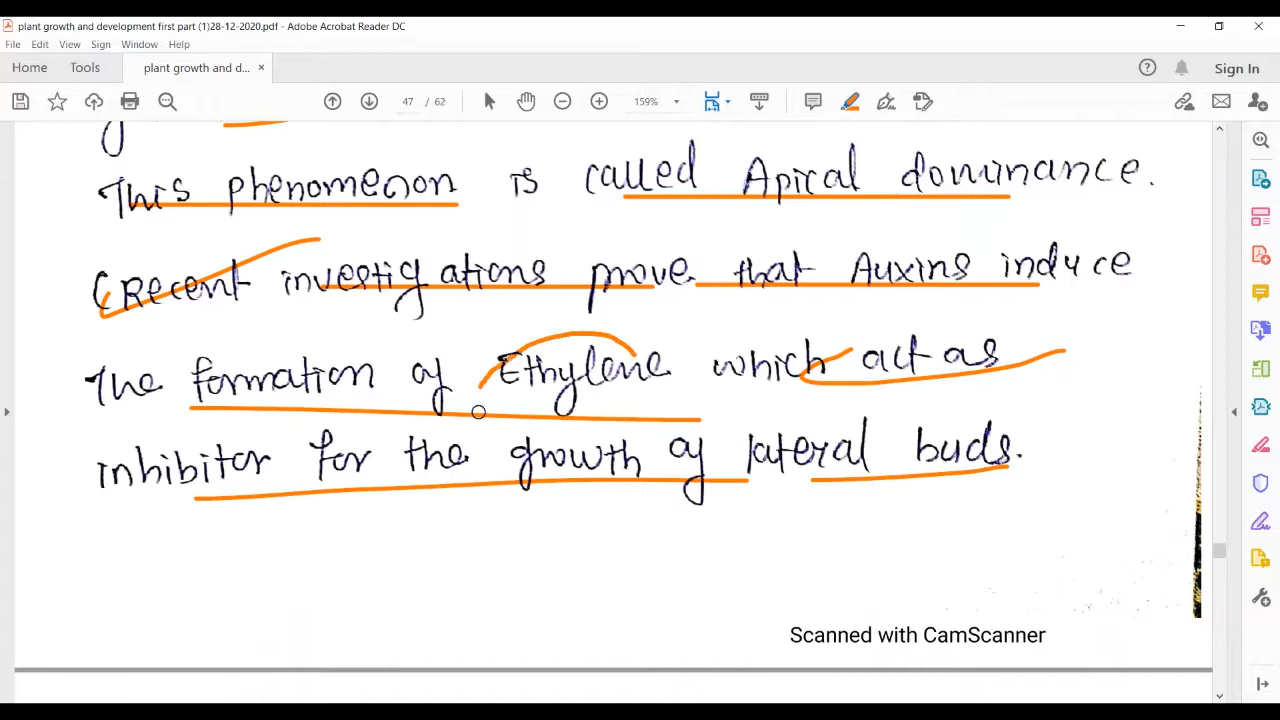 plant growth and development first part (1)28-12-2020.pdf - Adobe Acrobat Reader DC
File Edit View Sign Window Help
Home Tools plant growth and d... × Sign In
47 / 62 159%
This phenomenon is called Apical dominance.
(Recent investigations prove that Auxins induce
The formation of Ethylene which act as
inhibitor for the growth of lateral buds.
Scanned with CamScanner